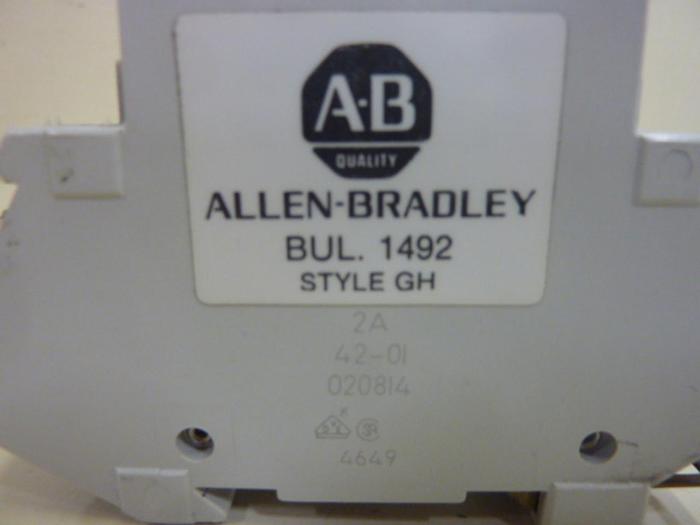 A·B
QUALITY
ALLEN-BRADLEY
BUL. 1492
STYLE GH
2A
42-01
020814
4649